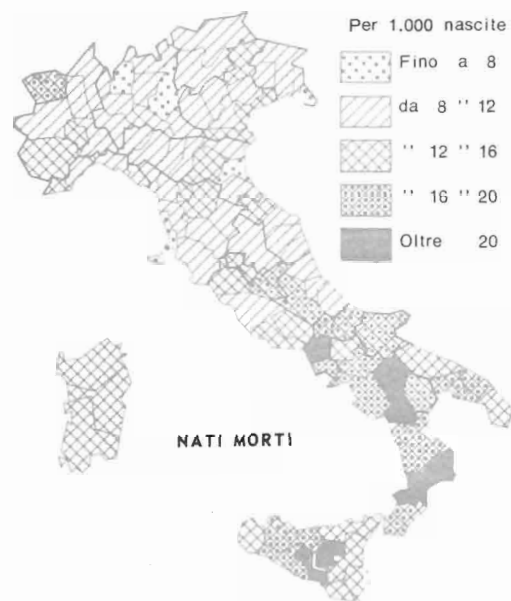 Per 1.000 nascite
Fino a 8
da 8 '' 12
'' 12 '' 16
'' 16 '' 20
Oltre 20
NATI MORTI